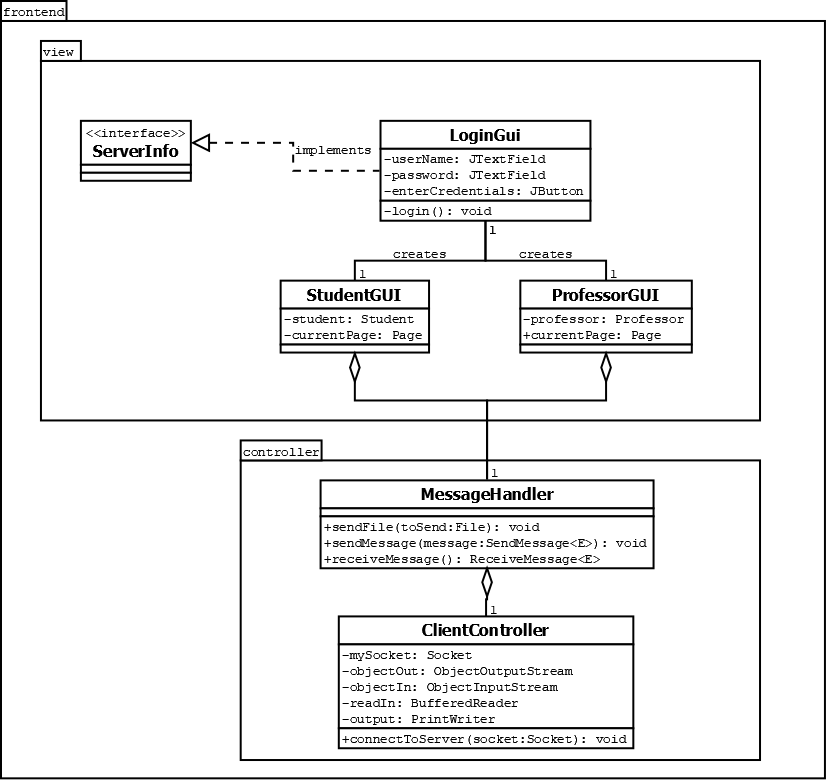 frontend
view
<<interface>>
ServerInfo
implements
LoginGui
-userName: JTextField
-password: JTextField
-enterCredentials: JButton
-login(): void
1
creates
creates
1
1
StudentGUI
-student: Student
-currentPage: Page
ProfessorGUI
-professor: Professor
+currentPage: Page
controller
1
MessageHandler
+sendFile(toSend:File): void
+sendMessage(message:SendMessage<E>): void
+receiveMessage(): ReceiveMessage<E>
1
ClientController
-mySocket: Socket
-objectOut: ObjectOutputStream
-objectIn: ObjectInputStream
-readIn: BufferedReader
-output: PrintWriter
+connectToServer(socket:Socket): void